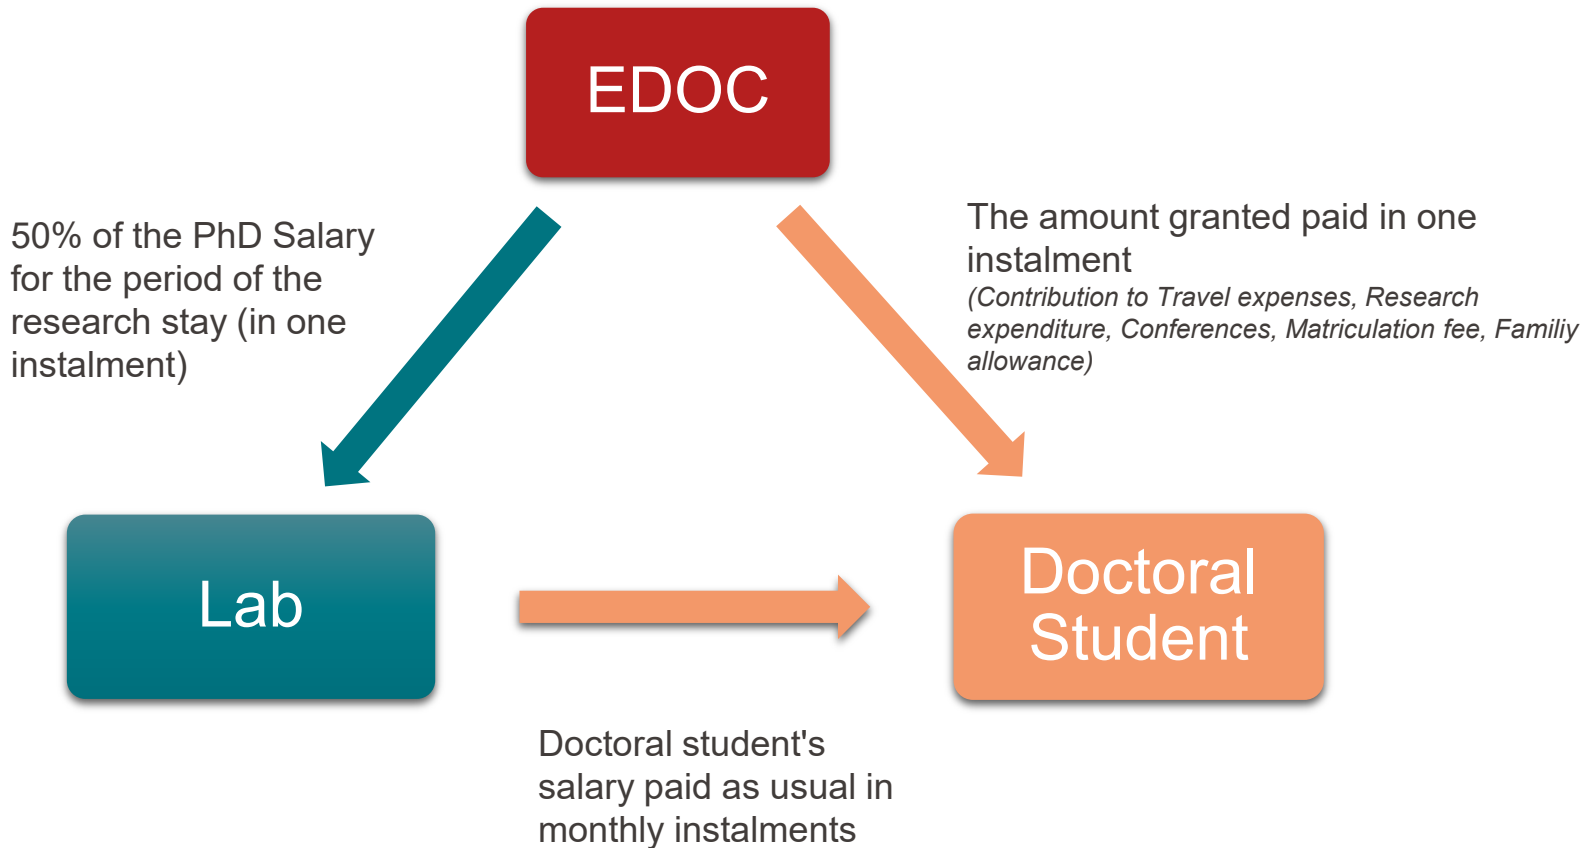 EDOC
50% of the PhD Salary
for the period of the
research stay (in one
instalment)
The amount granted paid in one
instalment
(Contribution to Travel expenses, Research
expenditure, Conferences, Matriculation fee, Familiy
allowance)
Lab
Doctoral
Student
Doctoral student's
salary paid as usual in
monthly instalments